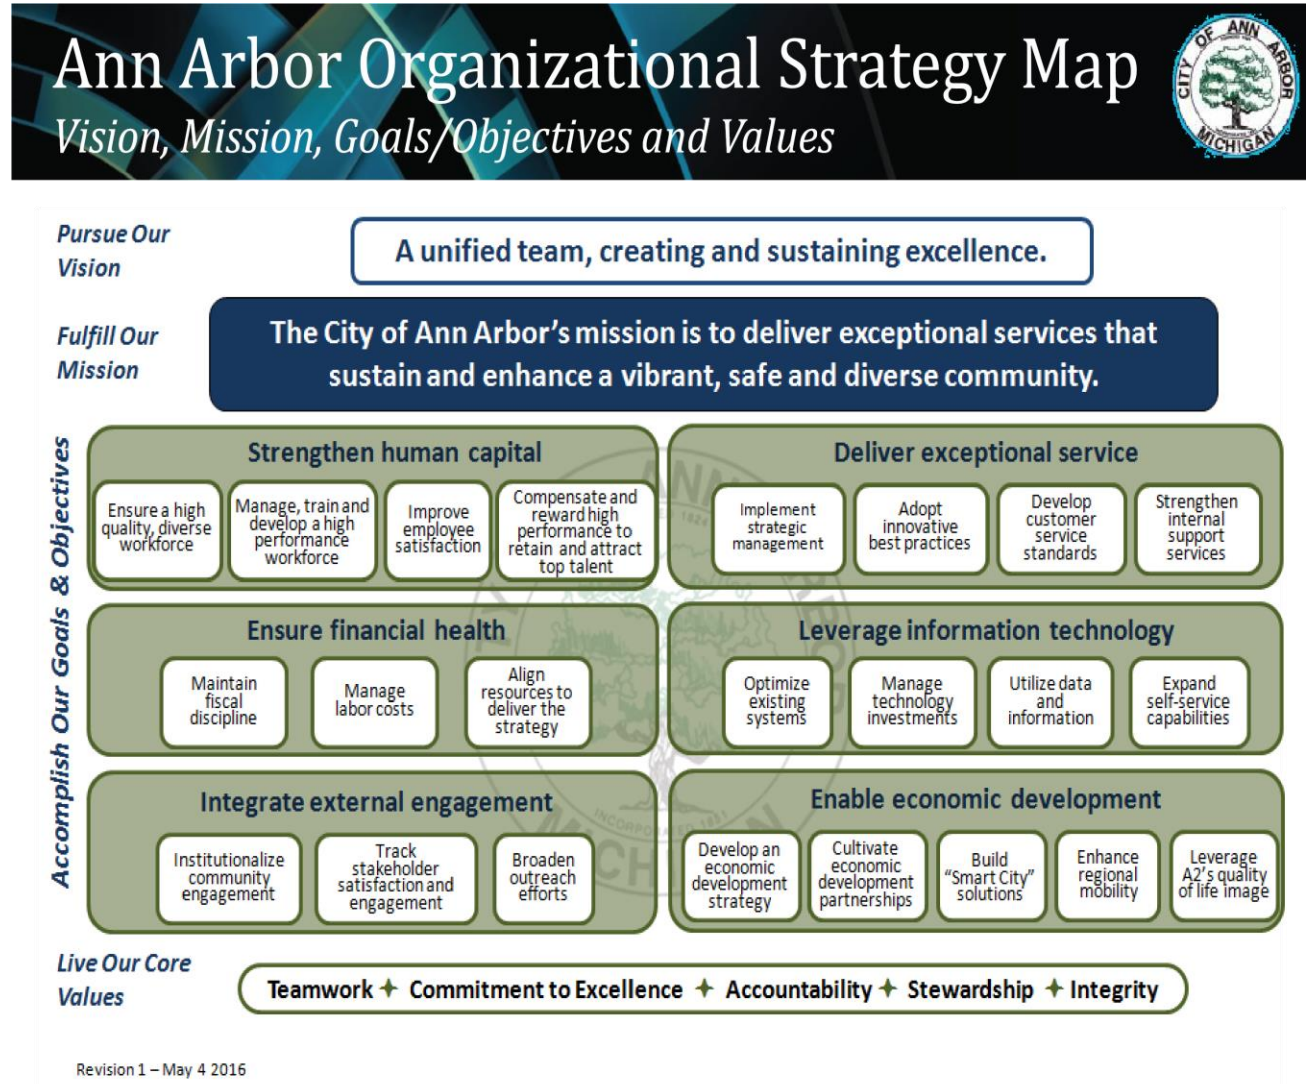 Ann Arbor Organizational Strategy Map
Vision, Mission, Goals/Objectives and Values
CITY OF ANN ARBOR
MICHIGAN
Pursue Our
Vision
A unified team, creating and sustaining excellence.
Fulfill Our
Mission
The City of Ann Arbor's mission is to deliver exceptional services that
sustain and enhance a vibrant, safe and diverse community.
Accomplish Our Goals & Objectives
Strengthen human capital
Ensure a high
quality, diverse
workforce
Manage, train and
develop a high
performance
workforce
Improve
employee
satisfaction
Compensate and
reward high
performance to
retain and attract
top talent
Deliver exceptional service
Implement
strategic
management
Adopt
innovative
best practices
Develop
customer
service
standards
Strengthen
internal
support
services
Ensure financial health
Maintain
fiscal
discipline
Manage
labor costs
Align
resources to
deliver the
strategy
Leverage information technology
Optimize
existing
systems
Manage
technology
investments
Utilize data
and
information
Expand
self-service
capabilities
Integrate external engagement
Institutionalize
community
engagement
Track
stakeholder
satisfaction and
engagement
Broaden
outreach
efforts
Enable economic development
Develop an
economic
development
strategy
Cultivate
economic
development
partnerships
Build
"Smart City"
solutions
Enhance
regional
mobility
Leverage
A2's quality
of life image
INCORPORATED 1851
MICHIGAN
Live Our Core
Values
Teamwork ✦ Commitment to Excellence ✦ Accountability ✦ Stewardship ✦ Integrity
Revision 1 – May 4 2016